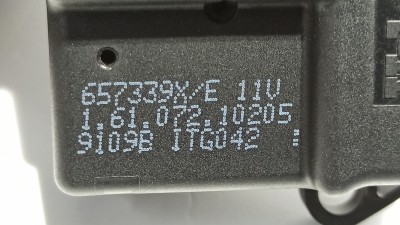 657339X/E 11V
1.61.072.10205
9109B ITG042 :